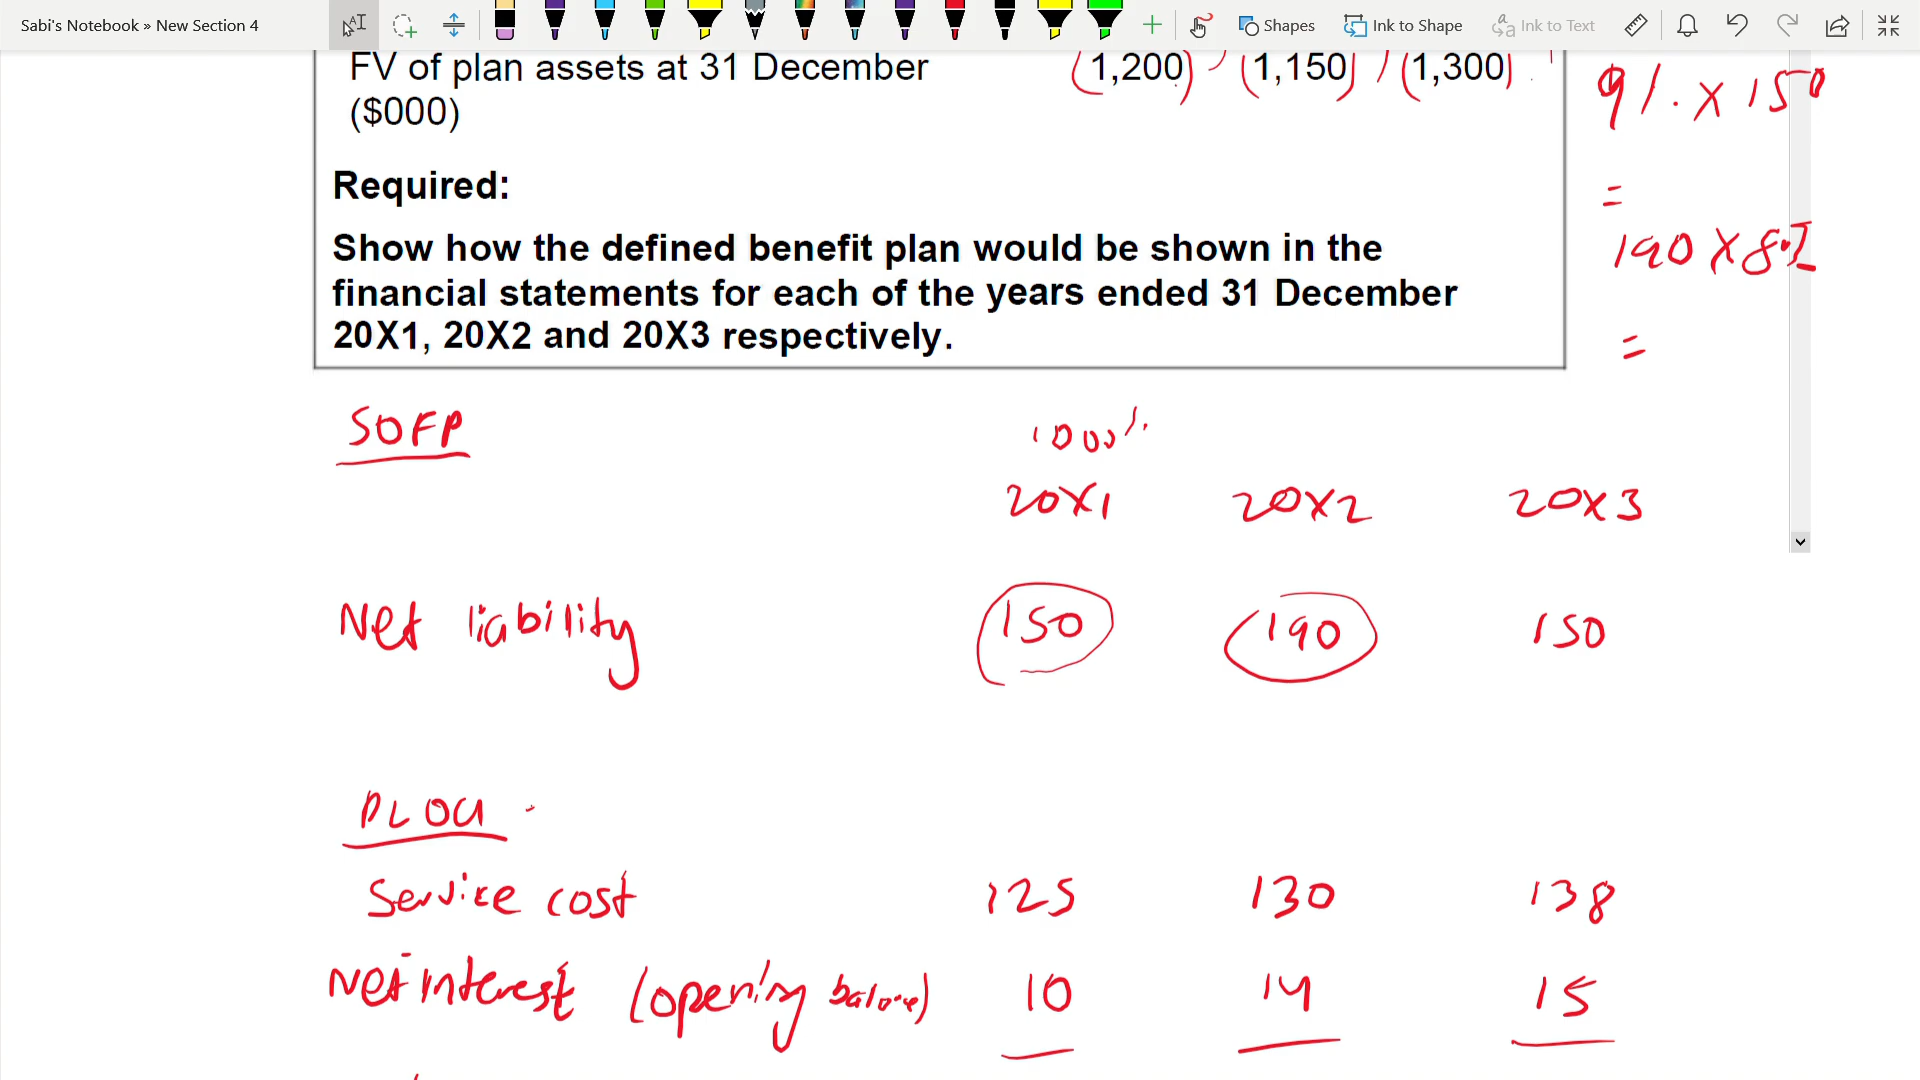 Sabi's Notebook » New Section 4
Shapes
Ink to Shape
Ink to Text
FV of plan assets at 31 December (1,200) (1,150) (1,300)
($000)
Required:
Show how the defined benefit plan would be shown in the
financial statements for each of the years ended 31 December
20X1, 20X2 and 20X3 respectively.
9%. x 150
=
190 x 8%
=
SOFP
20X1 20X2 20X3
Net liability 150 190 150
PLOCI
Service cost 125 130 138
Net interest (opening balance) 10 14 15